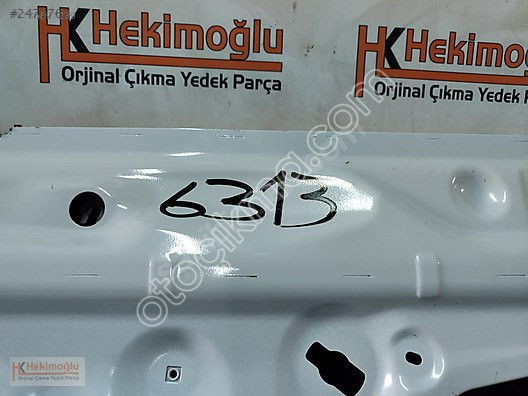 HK Hekimoğlu
Orjinal Çıkma Yedek Parça
HK Hekimoğlu
Orjinal Çıkma Yedek Parça
6313
otocikma.com
HK Hekimoğlu
Orjinal Çıkma Yedek Parça